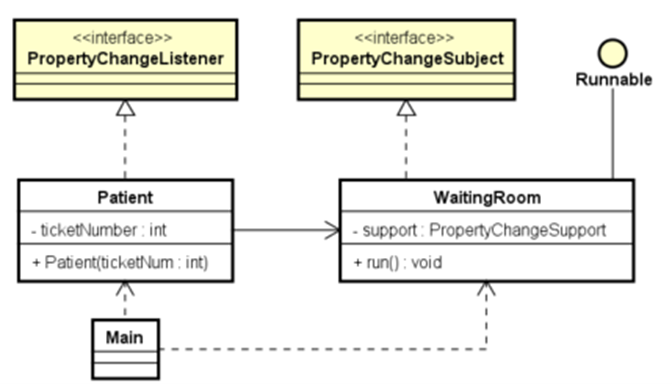 <<interface>>
PropertyChangeListener
<<interface>>
PropertyChangeSubject
Runnable
Patient
- ticketNumber : int
+ Patient(ticketNum : int)
WaitingRoom
- support : PropertyChangeSupport
+ run() : void
Main